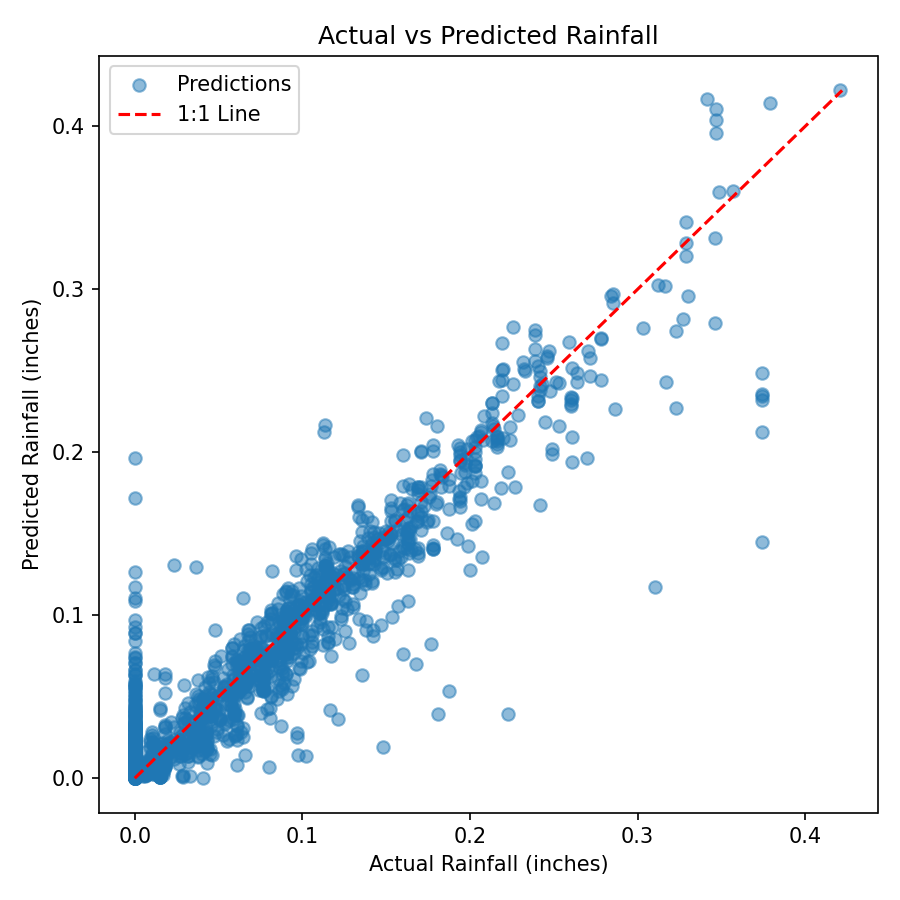 Actual vs Predicted Rainfall
Predictions
1:1 Line
Predicted Rainfall (inches)
0.4
0.3
0.2
0.1
0.0
0.0 0.1 0.2 0.3 0.4
Actual Rainfall (inches)